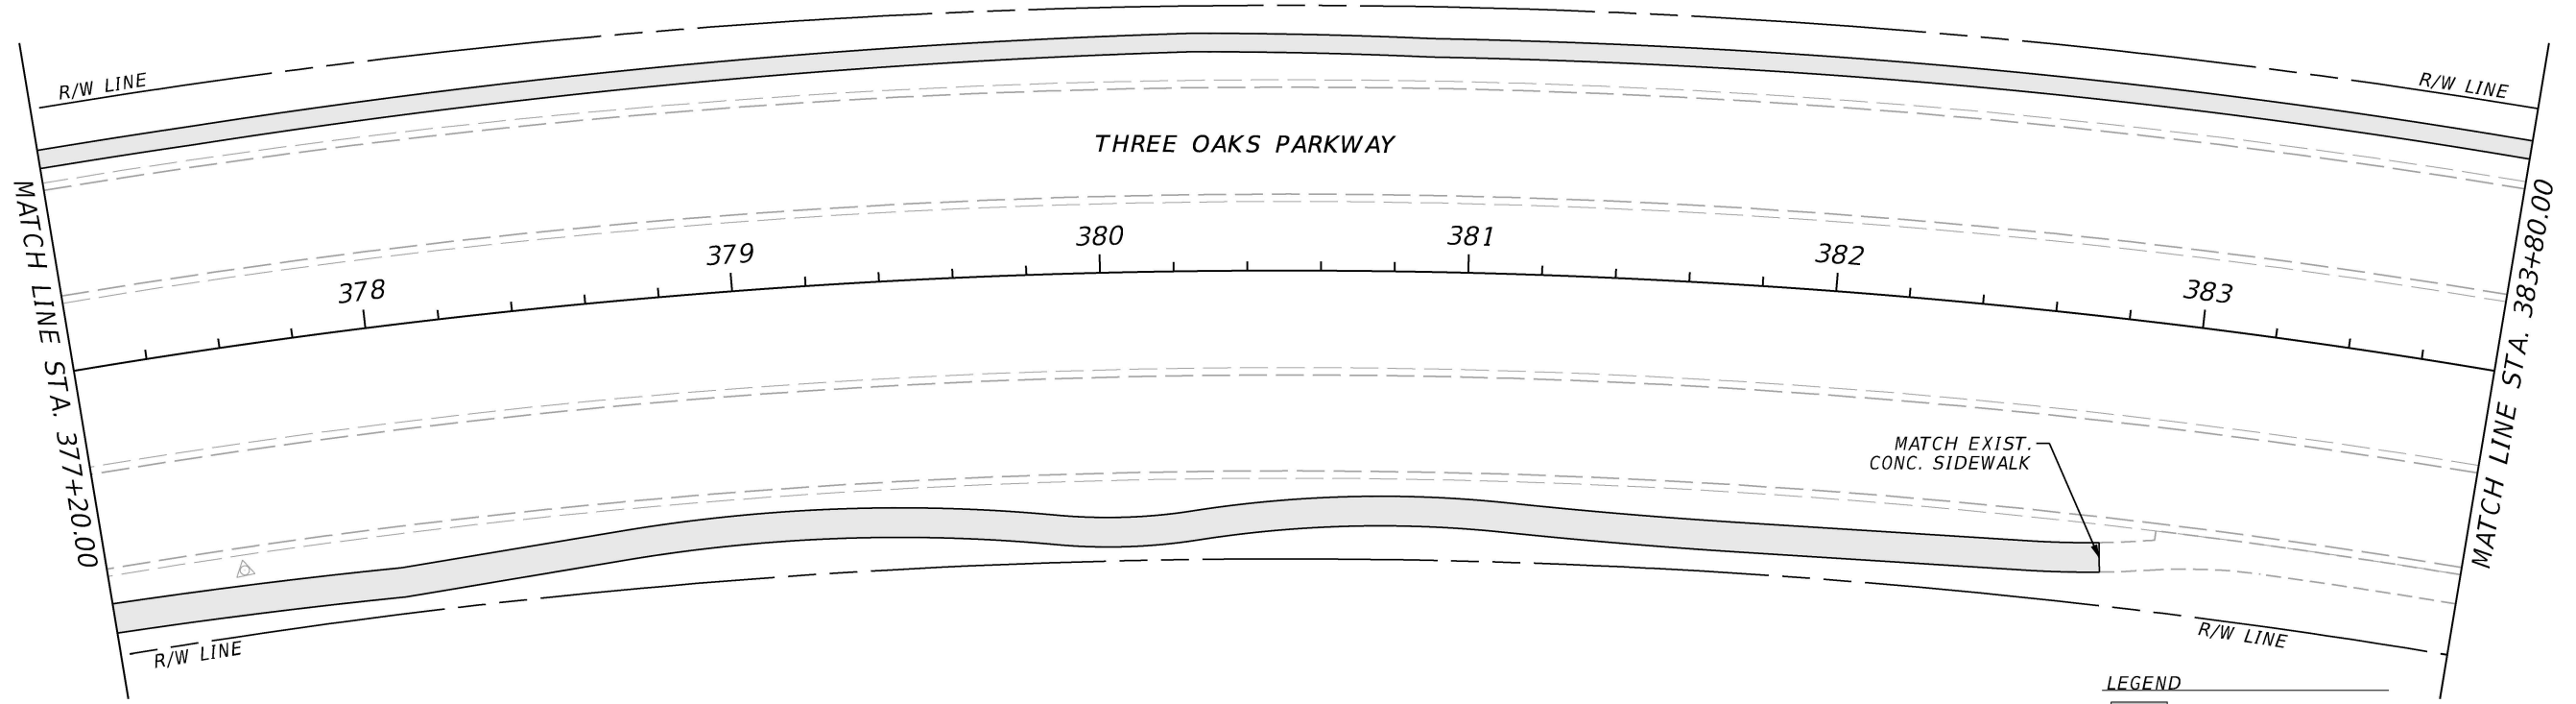 R/W LINE
R/W LINE
THREE OAKS PARKWAY
MATCH LINE STA. 377+20.00
378
379
380
381
382
383
MATCH LINE STA. 383+80.00
MATCH EXIST.
CONC. SIDEWALK
R/W LINE
R/W LINE
LEGEND